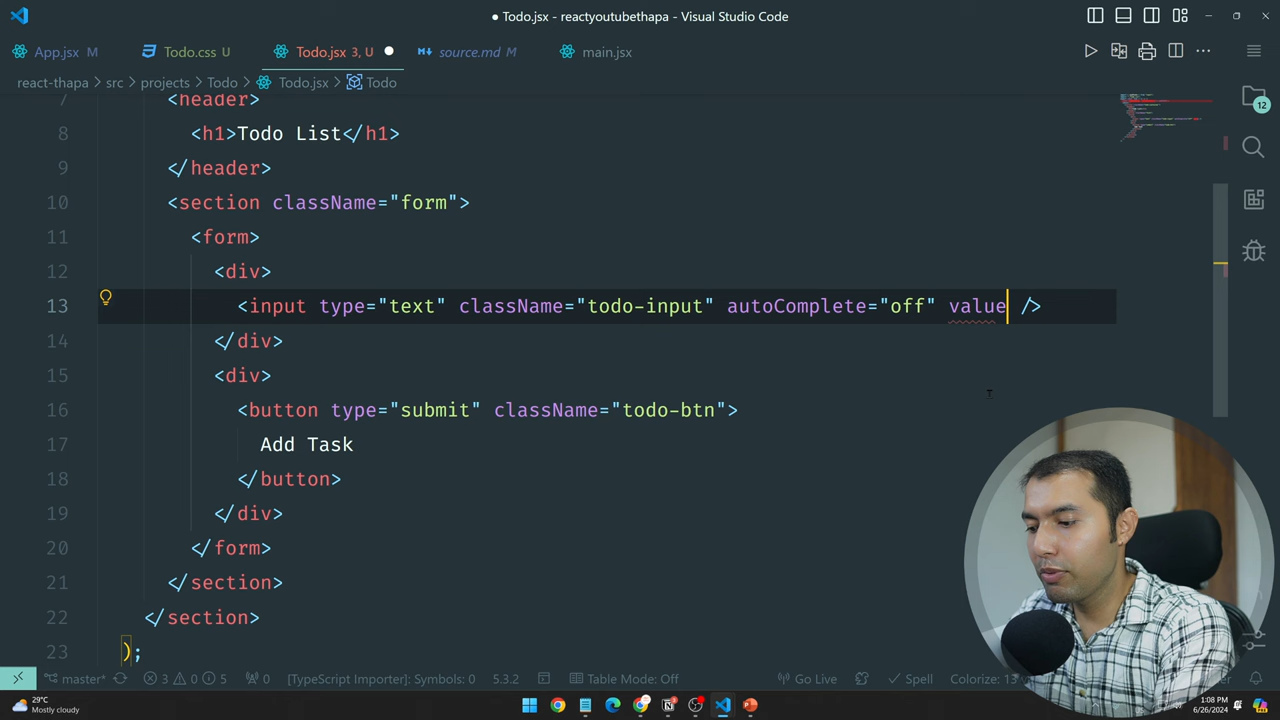 ● Todo.jsx - reactyoutubethapa - Visual Studio Code
App.jsx M Todo.css U Todo.jsx 3, U ● source.md U main.jsx
react-thapa > src > projects > Todo > Todo.jsx > Todo
7 <header>
8 <h1>Todo List</h1>
9 </header>
10 <section className="form">
11 <form>
12 <div>
13 <input type="text" className="todo-input" autoComplete="off" value />
14 </div>
15 <div>
16 <button type="submit" className="todo-btn">
17 Add Task
18 </button>
19 </div>
20 </form>
21 </section>
22 </section>
23 );
12
master* 3 0 5 0 [TypeScript Importer]: Symbols: 0 5.3.2 Table Mode: Off Go Live Spell Colorize: 13
29°C
Mostly cloudy
1:08 PM
6/26/2024